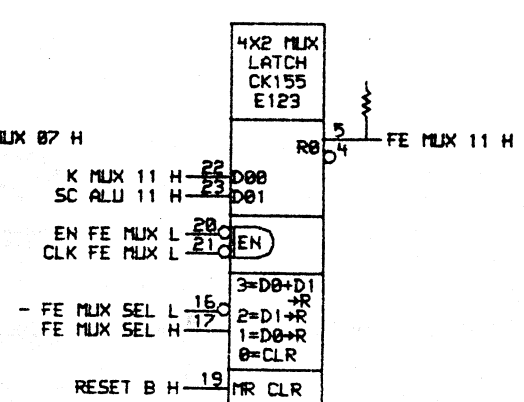 4X2 MUX
LATCH
CK155
E123
MUX 07 H
R0
5
4
FE MUX 11 H
K MUX 11 H
22
D00
SC ALU 11 H
23
D01
EN FE MUX L
20
CLK FE MUX L
21
EN
3=D0+D1
→R
- FE MUX SEL L
16
2=D1→R
FE MUX SEL H
17
1=D0→R
0=CLR
RESET B H
19
MR CLR